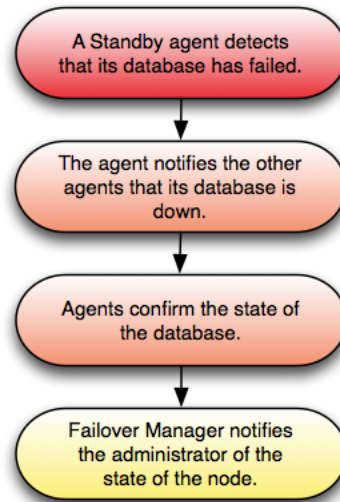 A Standby agent detects
that its database has failed.
The agent notifies the other
agents that its database is
down.
Agents confirm the state of
the database.
Failover Manager notifies
the administrator of the
state of the node.